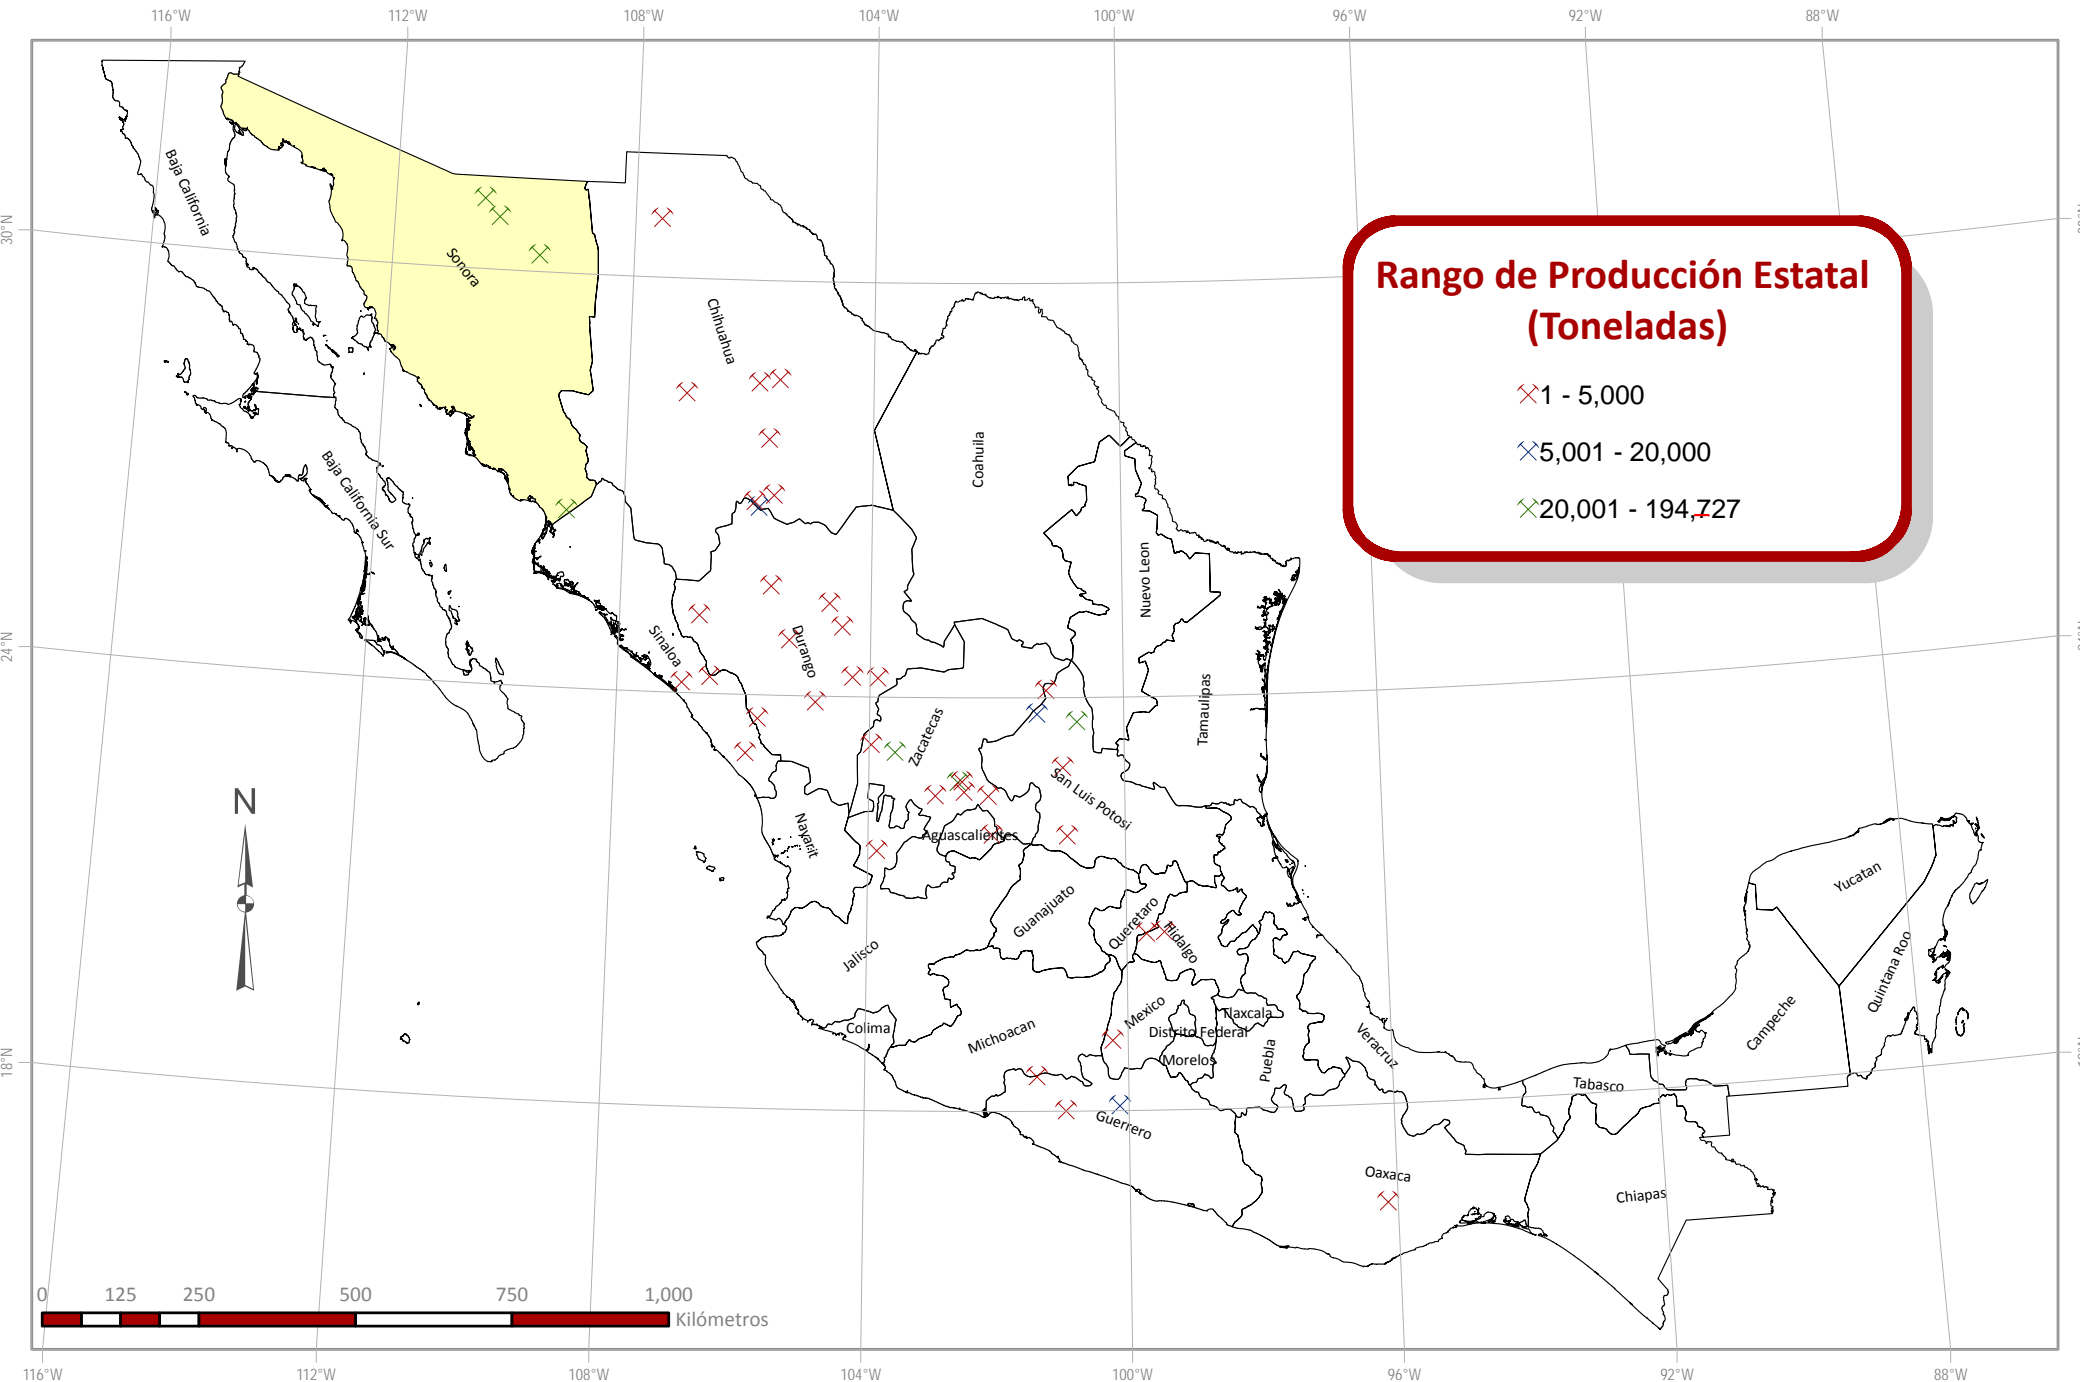 116°W
112°W
108°W
104°W
100°W
96°W
92°W
88°W
30°N
24°N
18°N
Baja California
Sonora
Chihuahua
Coahuila
Baja California Sur
Nuevo Leon
Sinaloa
Durango
Tamaulipas
Zacatecas
San Luis Potosi
Nayarit
Aguascalientes
Guanajuato
Queretaro
Hidalgo
Jalisco
Yucatan
Quintana Roo
Campeche
Colima
Michoacan
Mexico
Tlaxcala
Distrito Federal
Morelos
Puebla
Veracruz
Tabasco
Guerrero
Oaxaca
Chiapas
Rango de Producción Estatal
(Toneladas)
1 - 5,000
5,001 - 20,000
20,001 - 194,727
N
0 125 250 500 750 1,000
Kilómetros
116°W
112°W
108°W
104°W
100°W
96°W
92°W
88°W